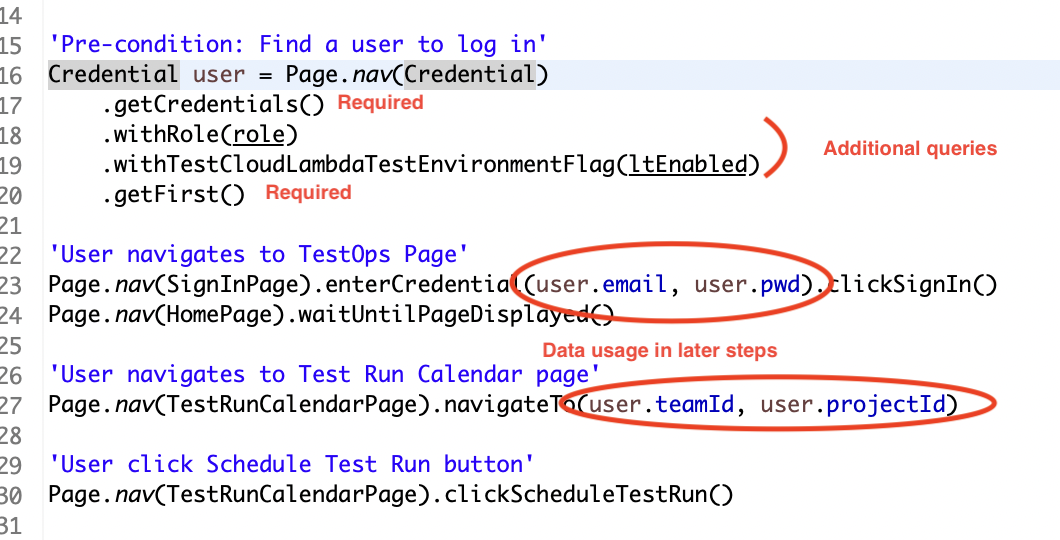 14
15 'Pre-condition: Find a user to log in'
16 Credential user = Page.nav(Credential)
17 .getCredentials() Required
18 .withRole(role)
Additional queries
19 .withTestCloudLambdaTestEnvironmentFlag(ltEnabled)
20 .getFirst() Required
21
22 'User navigates to TestOps Page'
23 Page.nav(SignInPage).enterCredential(user.email, user.pwd).clickSignIn()
24 Page.nav(HomePage).waitUntilPageDisplayed()
25
Data usage in later steps
26 'User navigates to Test Run Calendar page'
27 Page.nav(TestRunCalendarPage).navigateTo(user.teamId, user.projectId)
28
29 'User click Schedule Test Run button'
30 Page.nav(TestRunCalendarPage).clickScheduleTestRun()
31